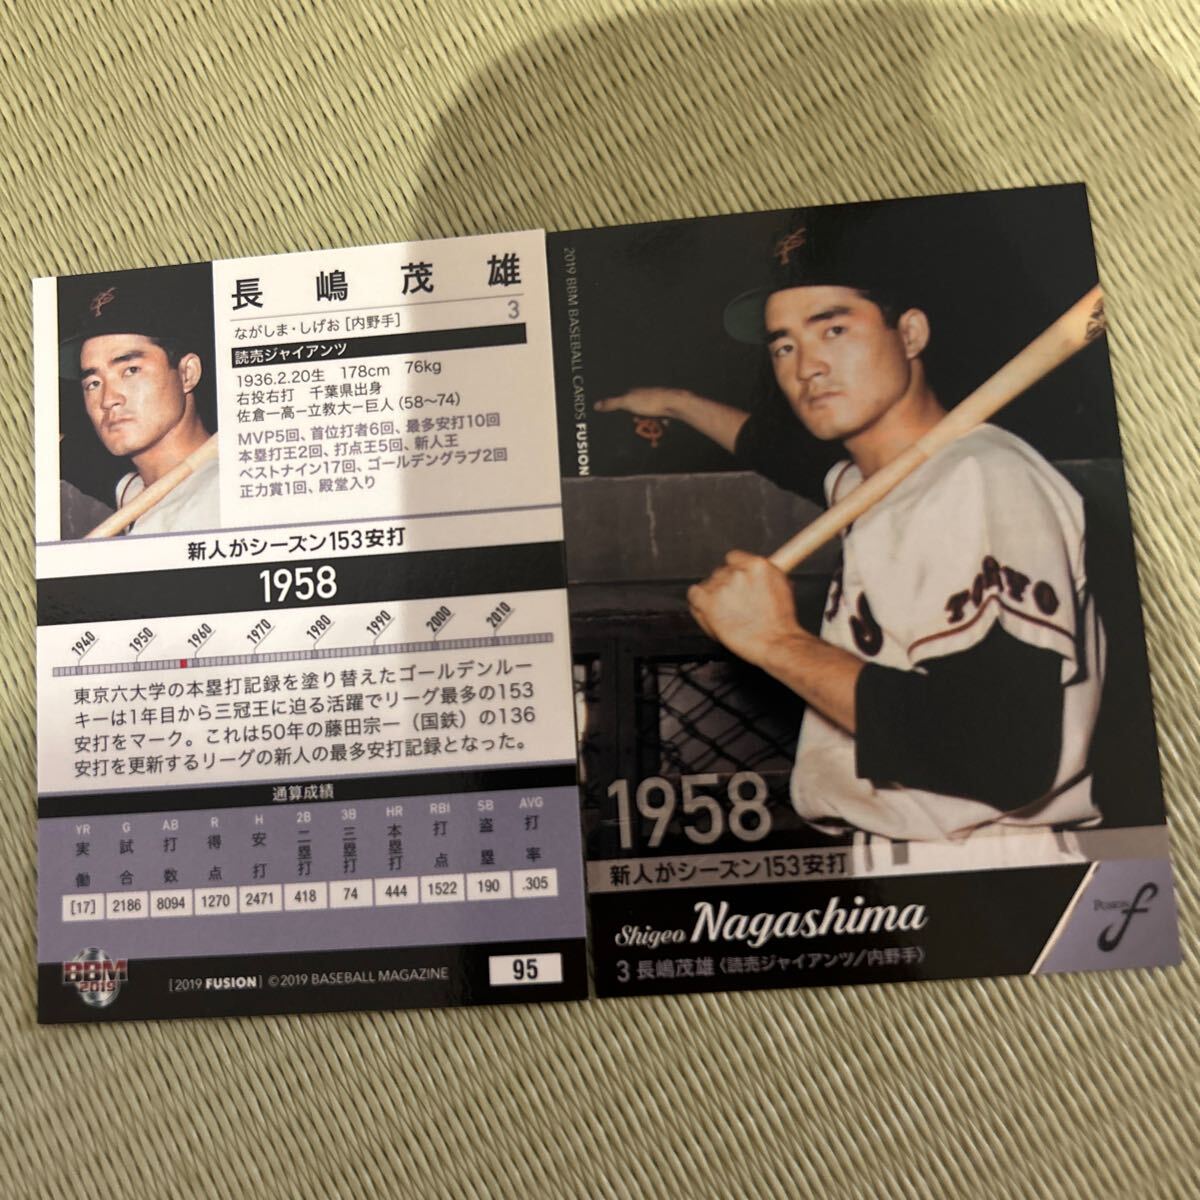 長嶋茂雄
ながしま・しげお［内野手］ 3
読売ジャイアンツ
1936.2.20生 178cm 76kg
右投右打 千葉県出身
佐倉一高ー立教大ー巨人（58〜74）
MVP5回、首位打者6回、最多安打10回
本塁打王2回、打点王5回、新人王
ベストナイン17回、ゴールデングラブ2回
正力賞1回、殿堂入り
新人がシーズン153安打
1958
1940 1950 1960 1970 1980 1990 2000 2010
東京六大学の本塁打記録を塗り替えたゴールデンルー
キーは1年目から三冠王に迫る活躍でリーグ最多の153
安打をマーク。これは50年の藤田宗一（国鉄）の136
安打を更新するリーグの新人の最多安打記録となった。
通算成績
YR G AB R H 2B 3B HR RBI SB AVG
実働 試合 打数 得点 安打 二塁打 三塁打 本塁打 打点 盗塁 打率
[17] 2186 8094 1270 2471 418 74 444 1522 190 .305
BBM
2019
[2019 FUSION] ©2019 BASEBALL MAGAZINE
95
2019 BBM BASEBALL CARDS FUSION
TOKYO
1958
新人がシーズン153安打
Shigeo Nagashima
3 長嶋茂雄〈読売ジャイアンツ／内野手〉
FUSION
f